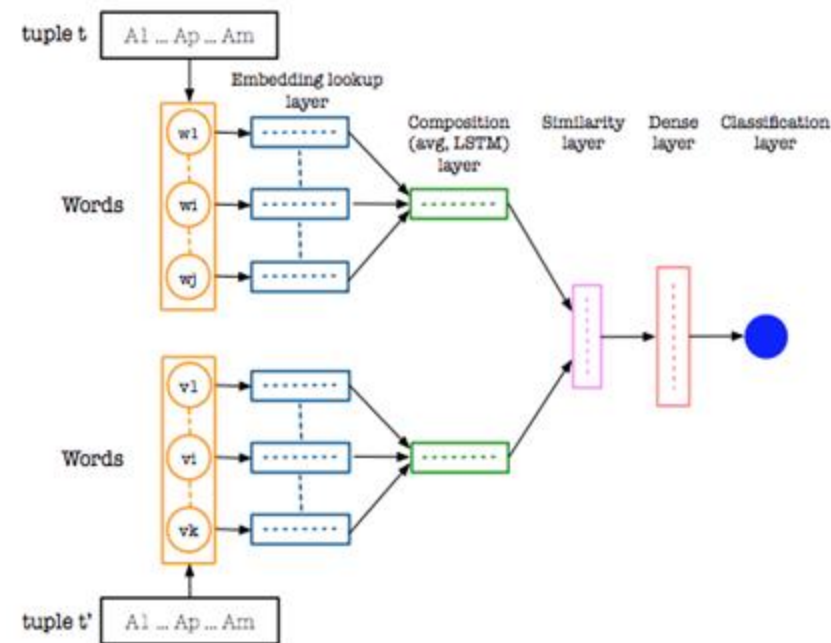 tuple t
A1 ... Ap ... Am
Embedding lookup
layer
Composition
(avg, LSTM)
layer
Similarity
layer
Dense
layer
Classification
layer
w1
Words
wi
wj
v1
Words
vi
vk
tuple t'
A1 ... Ap ... Am